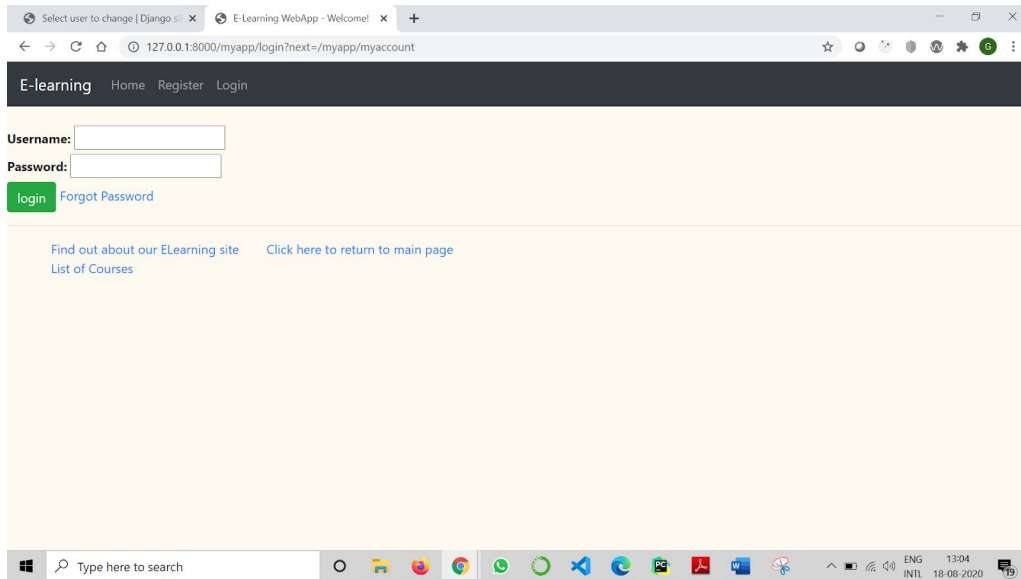 Select user to change | Django si
E-Learning WebApp - Welcome!
127.0.0.1:8000/myapp/login?next=/myapp/myaccount
G
E-learning Home Register Login
Username:
Password:
login Forgot Password
Find out about our ELearning site Click here to return to main page
List of Courses
Type here to search
PC
W
ENG
INTL
13:04
18-08-2020
19